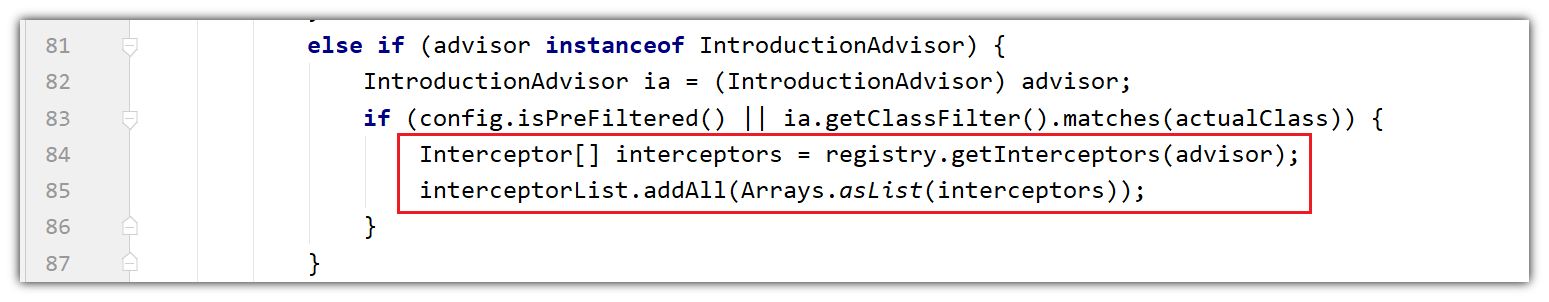 81 else if (advisor instanceof IntroductionAdvisor) {
82 IntroductionAdvisor ia = (IntroductionAdvisor) advisor;
83 if (config.isPreFiltered() || ia.getClassFilter().matches(actualClass)) {
84 Interceptor[] interceptors = registry.getInterceptors(advisor);
85 interceptorList.addAll(Arrays.asList(interceptors));
86 }
87 }